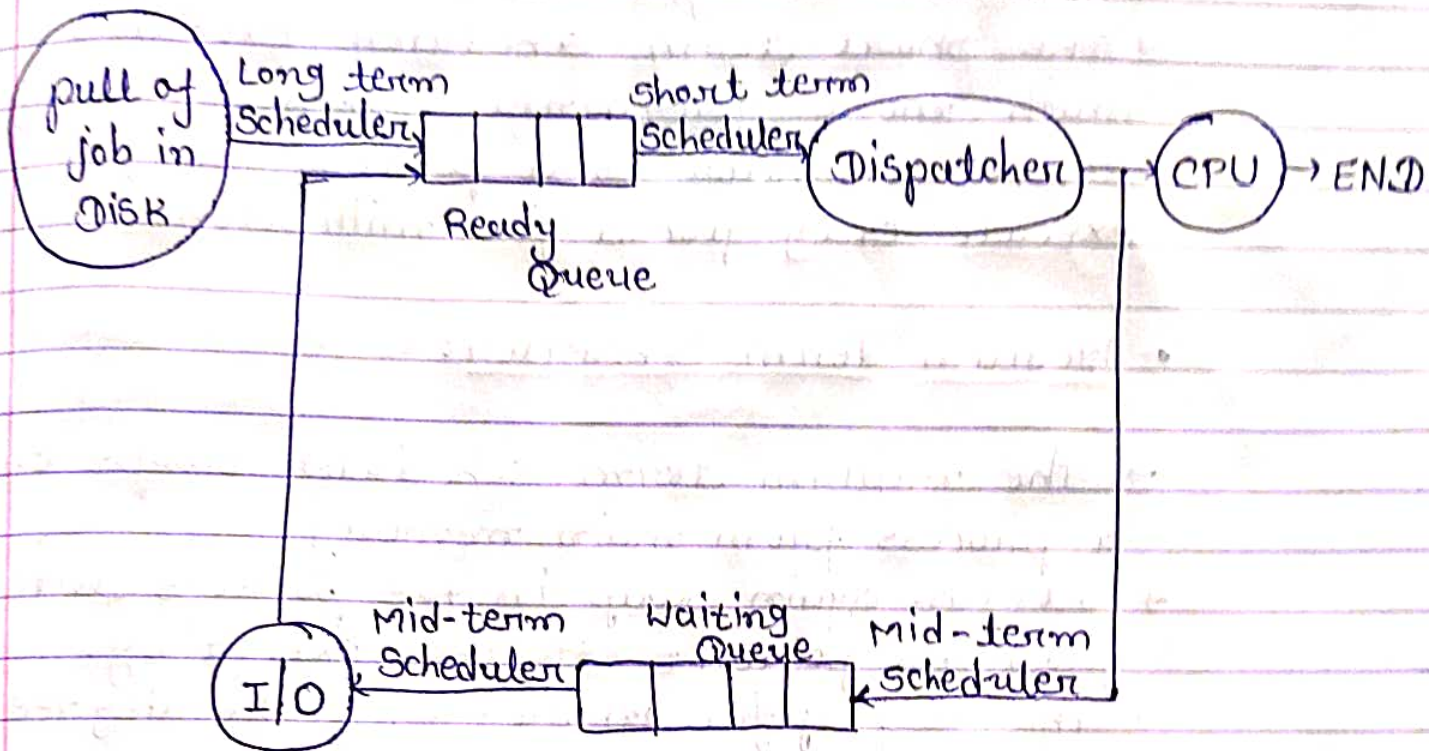 pull of
job in
Disk
Long term
Scheduler
Ready
Queue
short term
Scheduler
Dispatcher
CPU
END
Mid-term
Scheduler
I/O
Waiting
Queue
Mid-term
scheduler